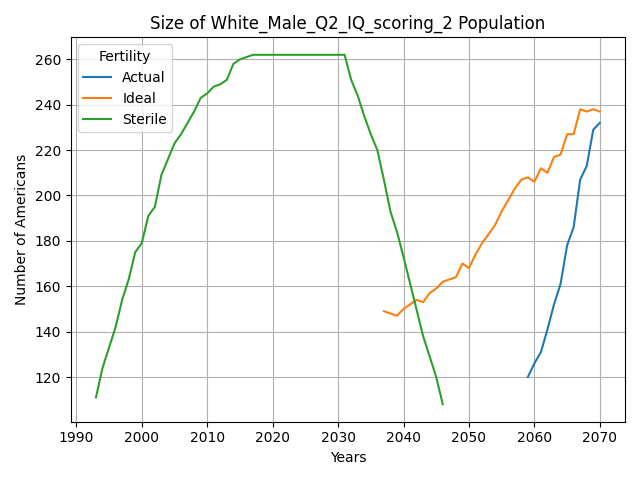 Size of White_Male_Q2_IQ_scoring_2 Population
Fertility
Actual
Ideal
Sterile
Number of Americans
260
240
220
200
180
160
140
120
1990 2000 2010 2020 2030 2040 2050 2060 2070
Years